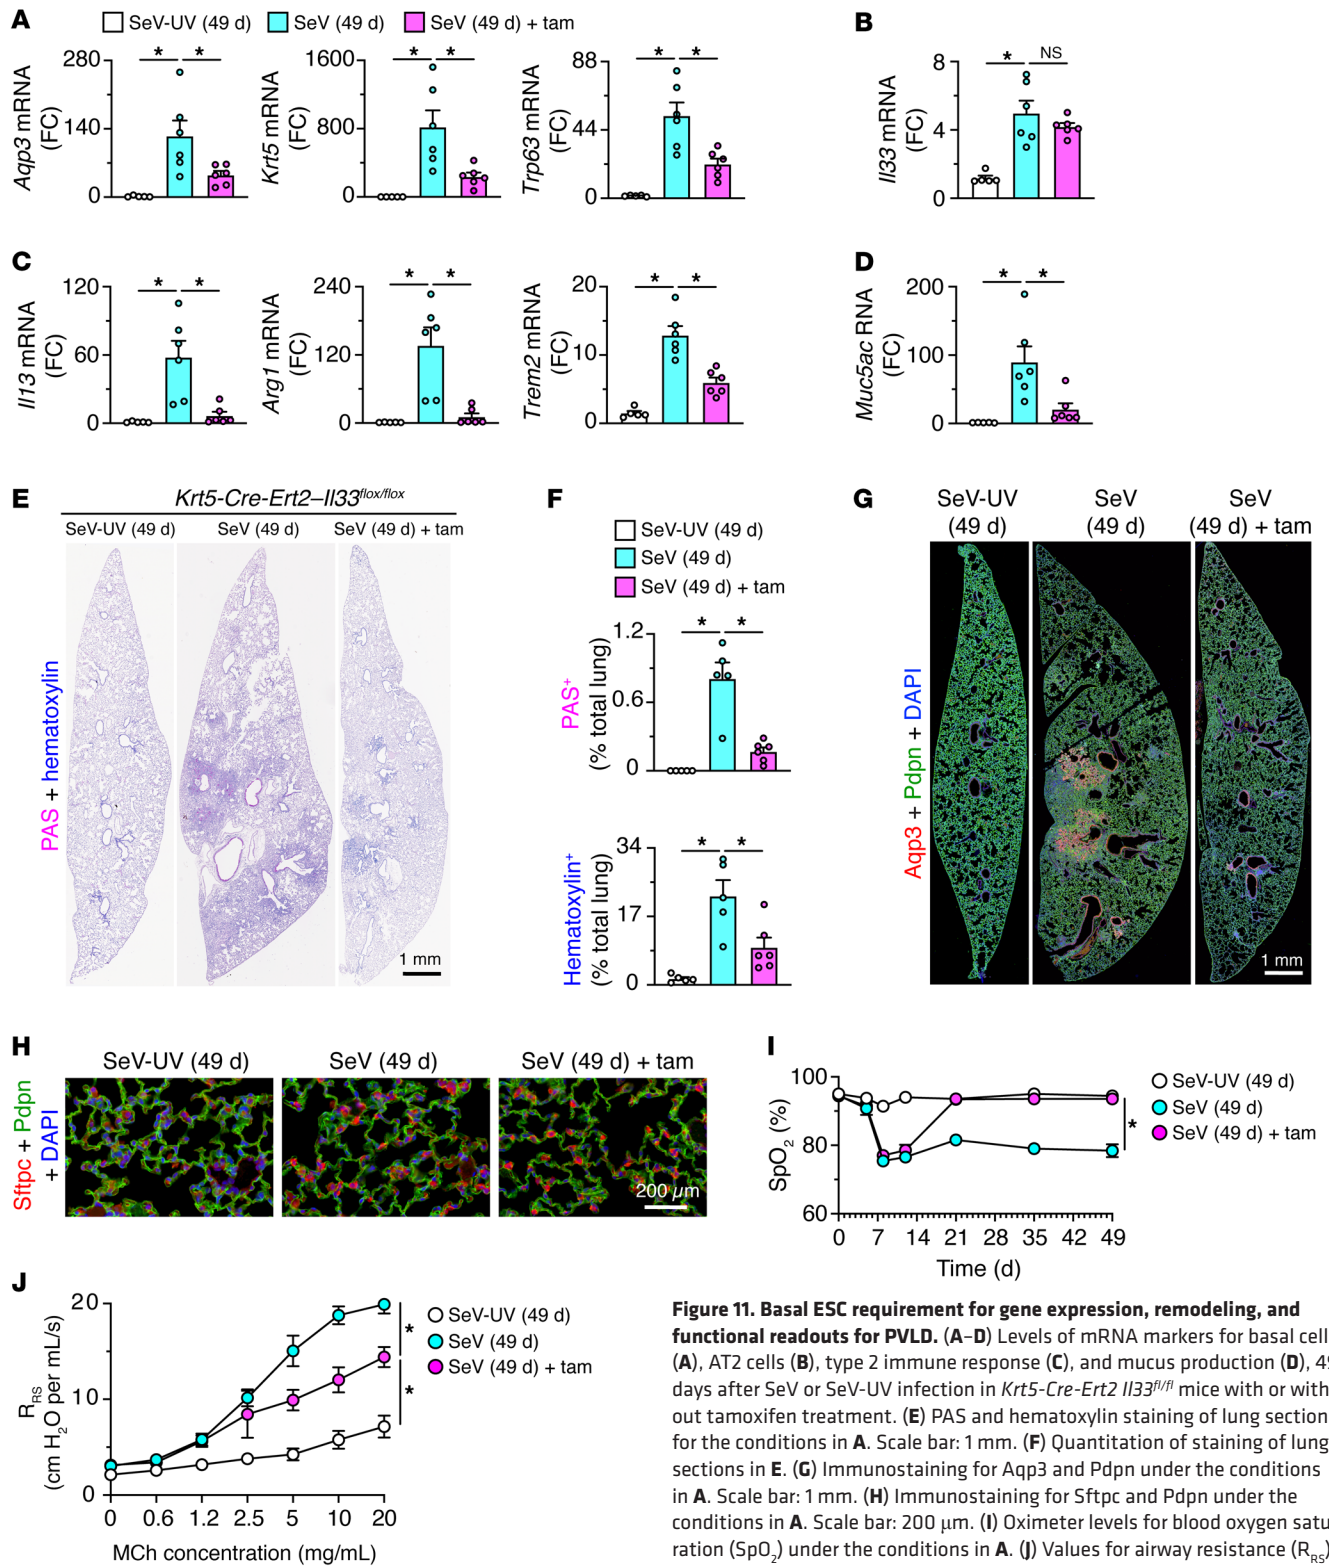 A
SeV-UV (49 d) SeV (49 d) SeV (49 d) + tam
Aqp3 mRNA (FC)
280
140
0
* *
Krt5 mRNA (FC)
1600
800
0
* *
Trp63 mRNA (FC)
88
44
0
* *
B
Il33 mRNA (FC)
8
4
0
* NS
C
Il13 mRNA (FC)
120
60
0
* *
Arg1 mRNA (FC)
240
120
0
* *
Trem2 mRNA (FC)
20
10
0
* *
D
Muc5ac RNA (FC)
200
100
0
* *
E
Krt5-Cre-Ert2–Il33flox/flox
SeV-UV (49 d) SeV (49 d) SeV (49 d) + tam
PAS + hematoxylin
1 mm
F
SeV-UV (49 d)
SeV (49 d)
SeV (49 d) + tam
PAS+ (% total lung)
1.2
0.6
0
* *
Hematoxylin+ (% total lung)
34
17
0
* *
G
SeV-UV (49 d)
SeV (49 d)
SeV (49 d) + tam
Aqp3 + Pdpn + DAPI
1 mm
H
SeV-UV (49 d) SeV (49 d) SeV (49 d) + tam
Sftpc + Pdpn + DAPI
200 µm
I
SpO2 (%)
100
80
60
0 7 14 21 28 35 42 49
Time (d)
SeV-UV (49 d)
SeV (49 d)
SeV (49 d) + tam
*
J
RRS (cm H2O per mL/s)
20
10
0
0 0.6 1.2 2.5 5 10 20
MCh concentration (mg/mL)
SeV-UV (49 d)
SeV (49 d)
SeV (49 d) + tam
*
*
Figure 11. Basal ESC requirement for gene expression, remodeling, and
functional readouts for PVLD. (A–D) Levels of mRNA markers for basal cell
(A), AT2 cells (B), type 2 immune response (C), and mucus production (D), 49
days after SeV or SeV-UV infection in Krt5-Cre-Ert2 Il33fl/fl mice with or with
out tamoxifen treatment. (E) PAS and hematoxylin staining of lung section
for the conditions in A. Scale bar: 1 mm. (F) Quantitation of staining of lung
sections in E. (G) Immunostaining for Aqp3 and Pdpn under the conditions
in A. Scale bar: 1 mm. (H) Immunostaining for Sftpc and Pdpn under the
conditions in A. Scale bar: 200 µm. (I) Oximeter levels for blood oxygen satu
ration (SpO2) under the conditions in A. (J) Values for airway resistance (RRS)